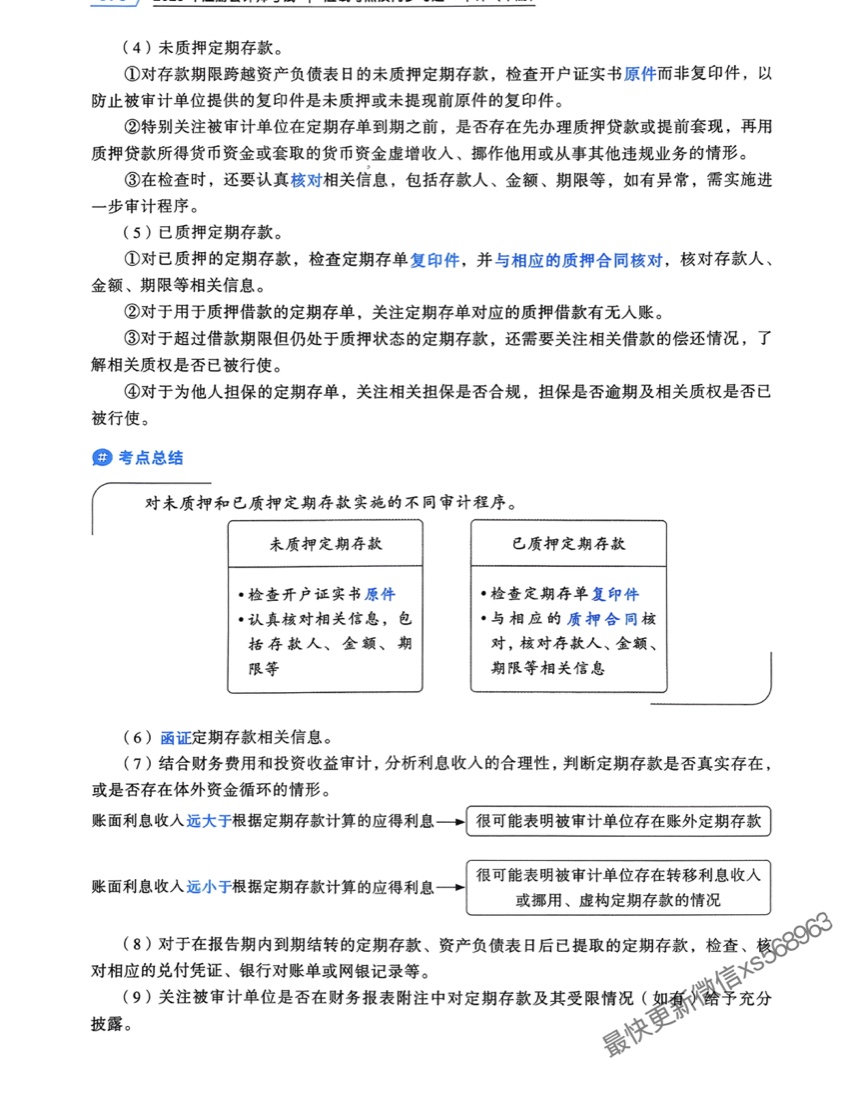 （4）未质押定期存款。
①对存款期限跨越资产负债表日的未质押定期存款，检查开户证实书原件而非复印件，以
防止被审计单位提供的复印件是未质押或未提现前原件的复印件。
②特别关注被审计单位在定期存单到期之前，是否存在先办理质押贷款或提前套现，再用
质押贷款所得货币资金或套取的货币资金虚增收入、挪作他用或从事其他违规业务的情形。
③在检查时，还要认真核对相关信息，包括存款人、金额、期限等，如有异常，需实施进
一步审计程序。
（5）已质押定期存款。
①对已质押的定期存款，检查定期存单复印件，并与相应的质押合同核对，核对存款人、
金额、期限等相关信息。
②对于用于质押借款的定期存单，关注定期存单对应的质押借款有无入账。
③对于超过借款期限但仍处于质押状态的定期存款，还需要关注相关借款的偿还情况，了
解相关质权是否已被行使。
④对于为他人担保的定期存单，关注相关担保是否合规，担保是否逾期及相关质权是否已
被行使。
# 考点总结
对未质押和已质押定期存款实施的不同审计程序。
未质押定期存款
•检查开户证实书原件
•认真核对相关信息，包
括存款人、金额、期
限等
已质押定期存款
•检查定期存单复印件
•与相应的质押合同核
对，核对存款人、金额、
期限等相关信息
（6）函证定期存款相关信息。
（7）结合财务费用和投资收益审计，分析利息收入的合理性，判断定期存款是否真实存在，
或是否存在体外资金循环的情形。
账面利息收入远大于根据定期存款计算的应得利息 很可能表明被审计单位存在账外定期存款
账面利息收入远小于根据定期存款计算的应得利息 很可能表明被审计单位存在转移利息收入
或挪用、虚构定期存款的情况
（8）对于在报告期内到期结转的定期存款、资产负债表日后已提取的定期存款，检查、核
对相应的兑付凭证、银行对账单或网银记录等。
（9）关注被审计单位是否在财务报表附注中对定期存款及其受限情况（如有）给予充分
披露。
最快更新微信xs568963